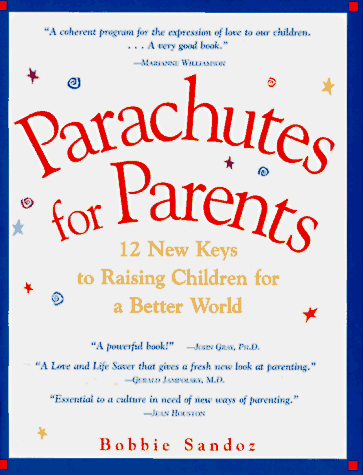 "A coherent program for the expression of love to our children.
. . . A very good book."
—MARIANNE WILLIAMSON
Parachutes
for Parents
12 New Keys
to Raising Children for
a Better World
"A powerful book!" —JOHN GRAY, PH.D.
"A Love and Life Saver that gives a fresh new look at parenting."
—GERALD JAMPOLSKY, M.D.
"Essential to a culture in need of new ways of parenting."
—JEAN HOUSTON
Bobbie Sandoz